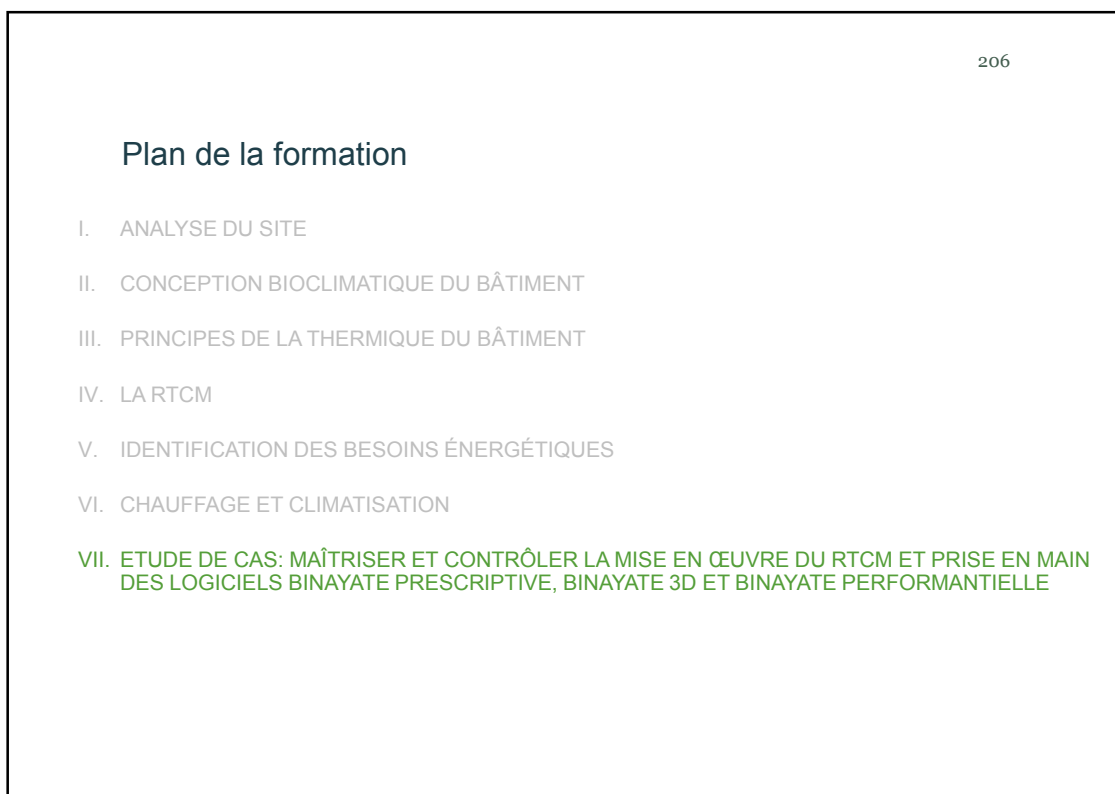 206
Plan de la formation
I. ANALYSE DU SITE
II. CONCEPTION BIOCLIMATIQUE DU BÂTIMENT
III. PRINCIPES DE LA THERMIQUE DU BÂTIMENT
IV. LA RTCM
V. IDENTIFICATION DES BESOINS ÉNERGÉTIQUES
VI. CHAUFFAGE ET CLIMATISATION
VII. ETUDE DE CAS: MAÎTRISER ET CONTRÔLER LA MISE EN ŒUVRE DU RTCM ET PRISE EN MAIN
DES LOGICIELS BINAYATE PRESCRIPTIVE, BINAYATE 3D ET BINAYATE PERFORMANTIELLE